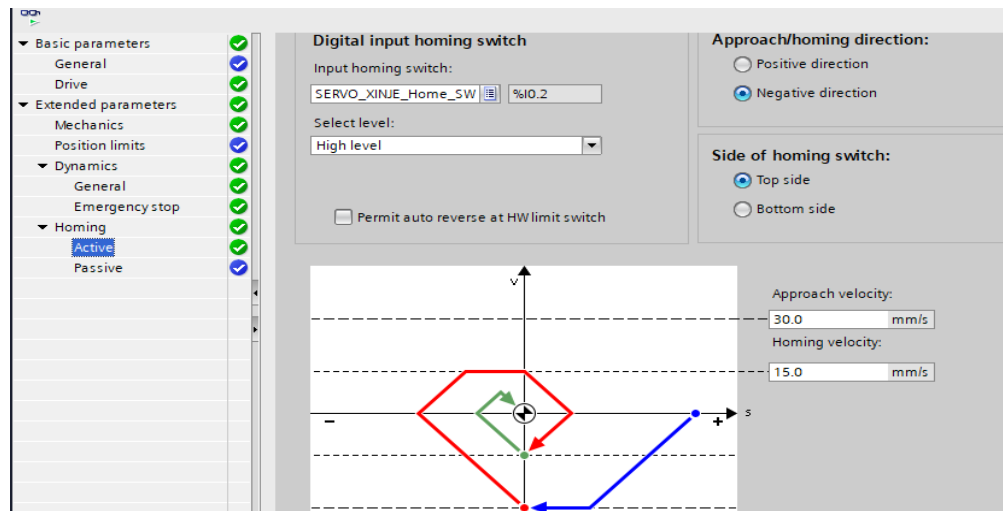 Basic parameters
General
Drive
Extended parameters
Mechanics
Position limits
Dynamics
General
Emergency stop
Homing
Active
Passive
Digital input homing switch
Input homing switch:
SERVO_XINJE_Home_SW %I0.2
Select level:
High level
Permit auto reverse at HW limit switch
Approach/homing direction:
Positive direction
Negative direction
Side of homing switch:
Top side
Bottom side
v
Approach velocity:
30.0 mm/s
Homing velocity:
15.0 mm/s
− + s